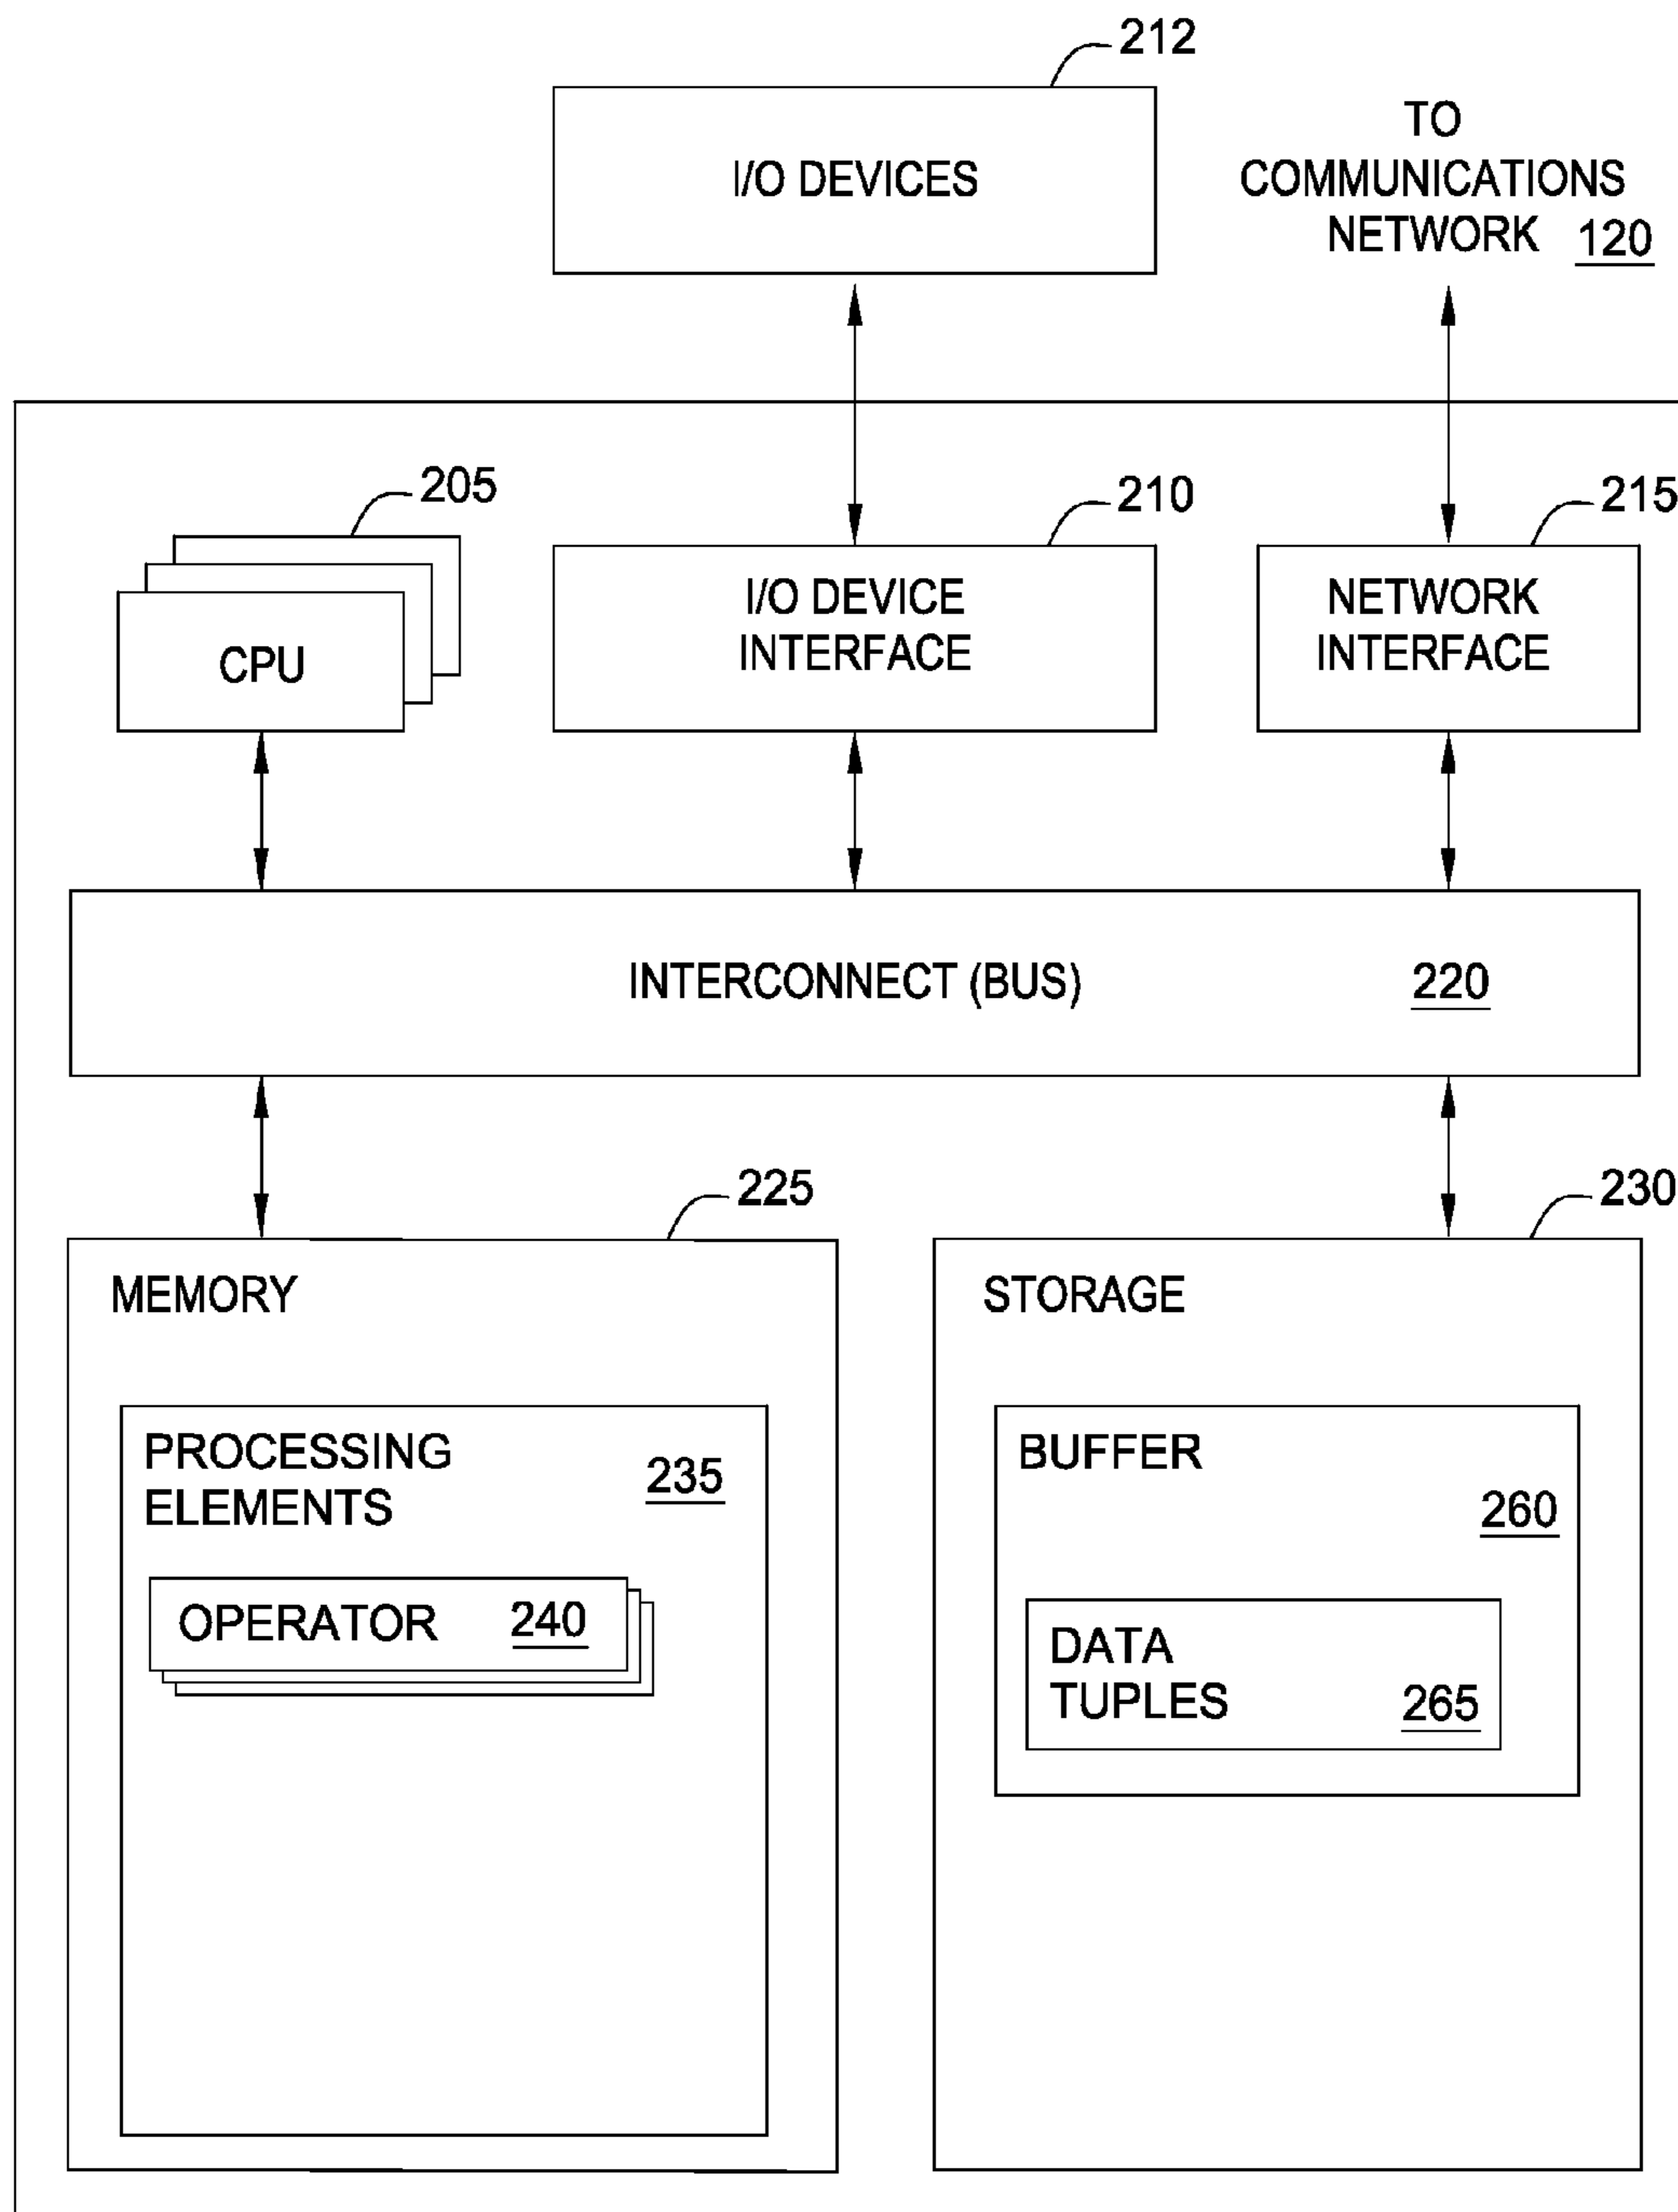 212
I/O DEVICES
TO
COMMUNICATIONS
NETWORK 120
205
210
215
CPU
I/O DEVICE
INTERFACE
NETWORK
INTERFACE
INTERCONNECT (BUS) 220
225
230
MEMORY
STORAGE
PROCESSING
ELEMENTS 235
OPERATOR 240
BUFFER
260
DATA
TUPLES 265